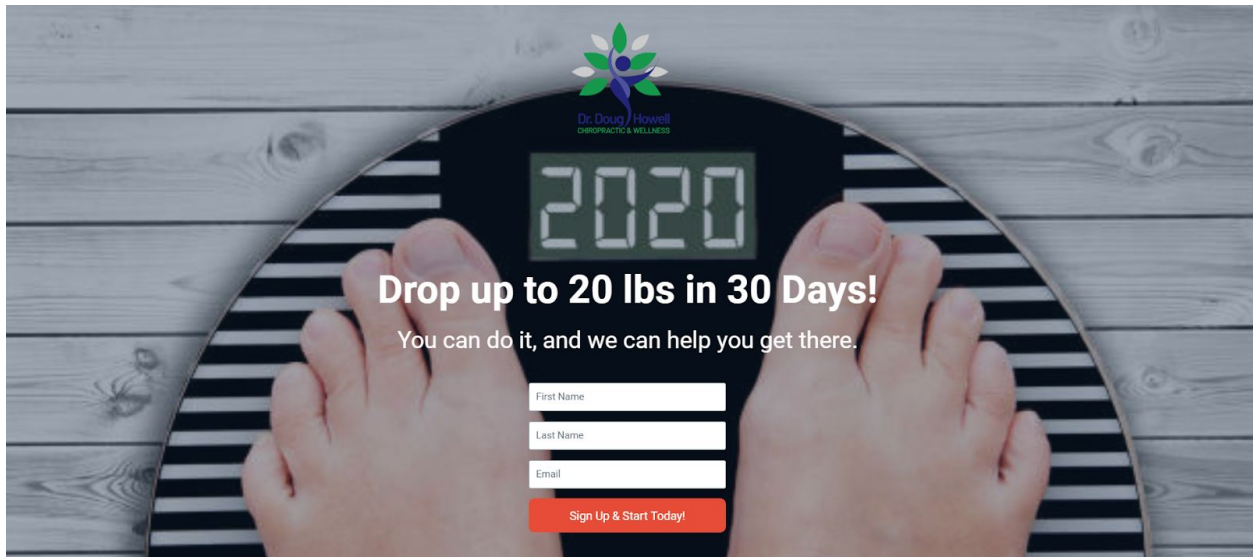 Dr. Doug Howell
CHIROPRACTIC & WELLNESS
2020
Drop up to 20 lbs in 30 Days!
You can do it, and we can help you get there.
First Name
Last Name
Email
Sign Up & Start Today!